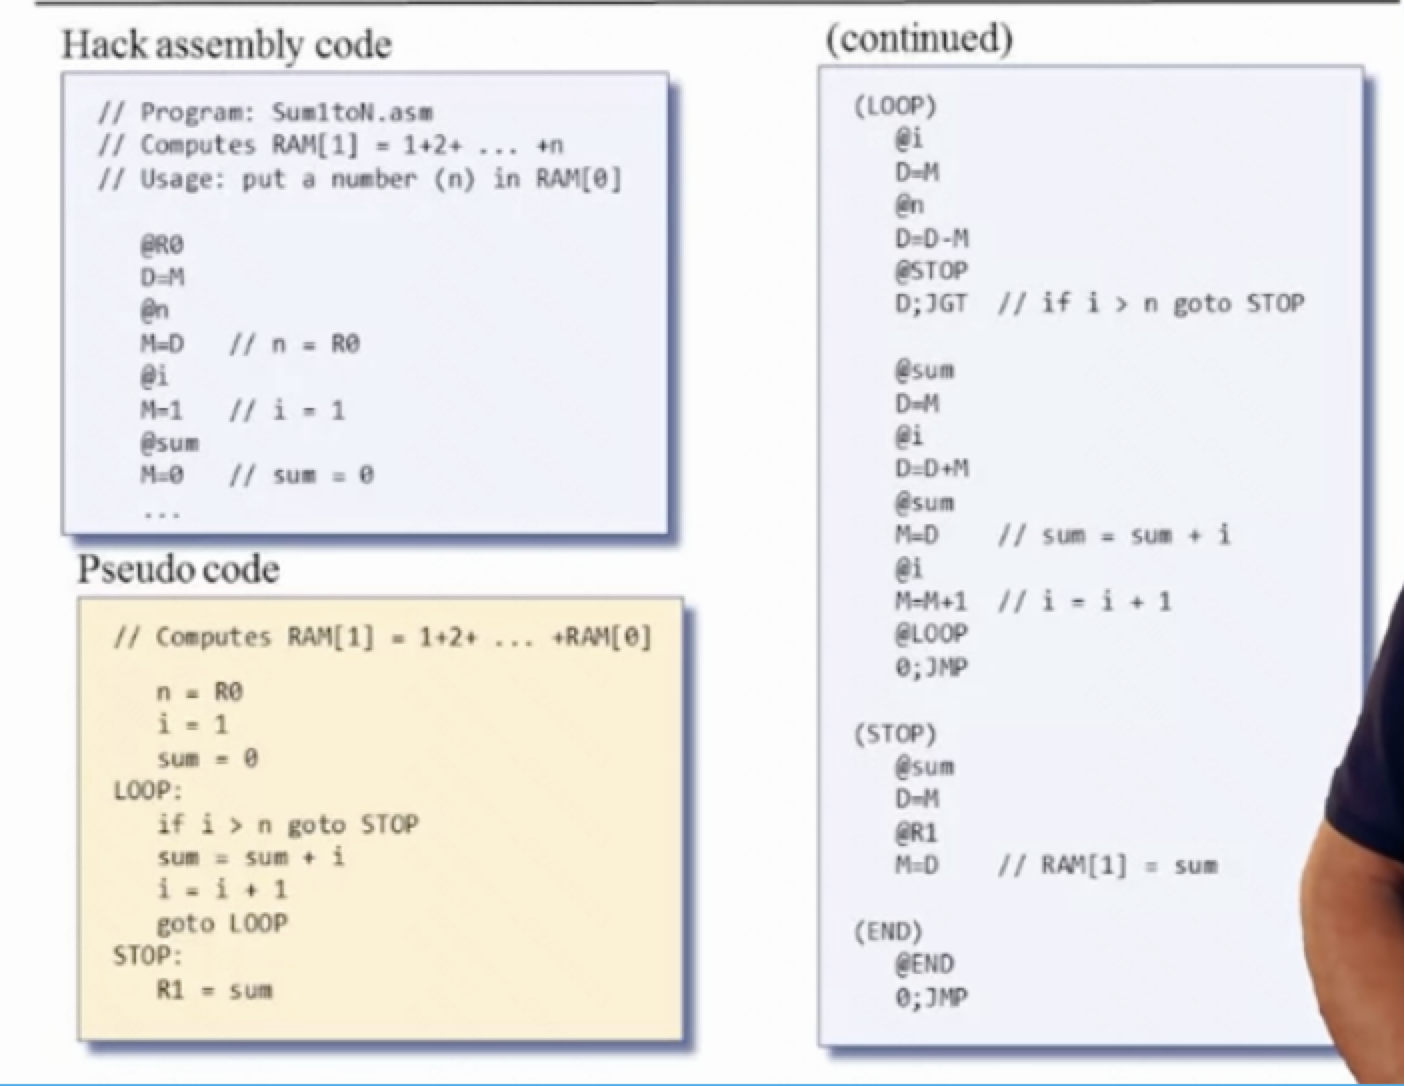 Hack assembly code
// Program: Sum1toN.asm
// Computes RAM[1] = 1+2+ ... +n
// Usage: put a number (n) in RAM[0]
@R0
D=M
@n
M=D // n = R0
@i
M=1 // i = 1
@sum
M=0 // sum = 0
...
Pseudo code
// Computes RAM[1] = 1+2+ ... +RAM[0]
n = R0
i = 1
sum = 0
LOOP:
if i > n goto STOP
sum = sum + i
i = i + 1
goto LOOP
STOP:
R1 = sum
(continued)
(LOOP)
@i
D=M
@n
D=D-M
@STOP
D;JGT // if i > n goto STOP
@sum
D=M
@i
D=D+M
@sum
M=D // sum = sum + i
@i
M=M+1 // i = i + 1
@LOOP
0;JMP
(STOP)
@sum
D=M
@R1
M=D // RAM[1] = sum
(END)
@END
0;JMP